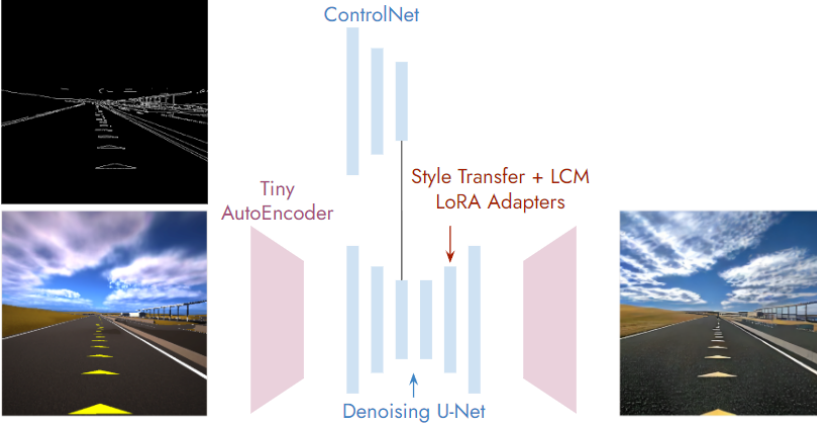 ControlNet
Tiny
AutoEncoder
Style Transfer + LCM
LoRA Adapters
Denoising U-Net